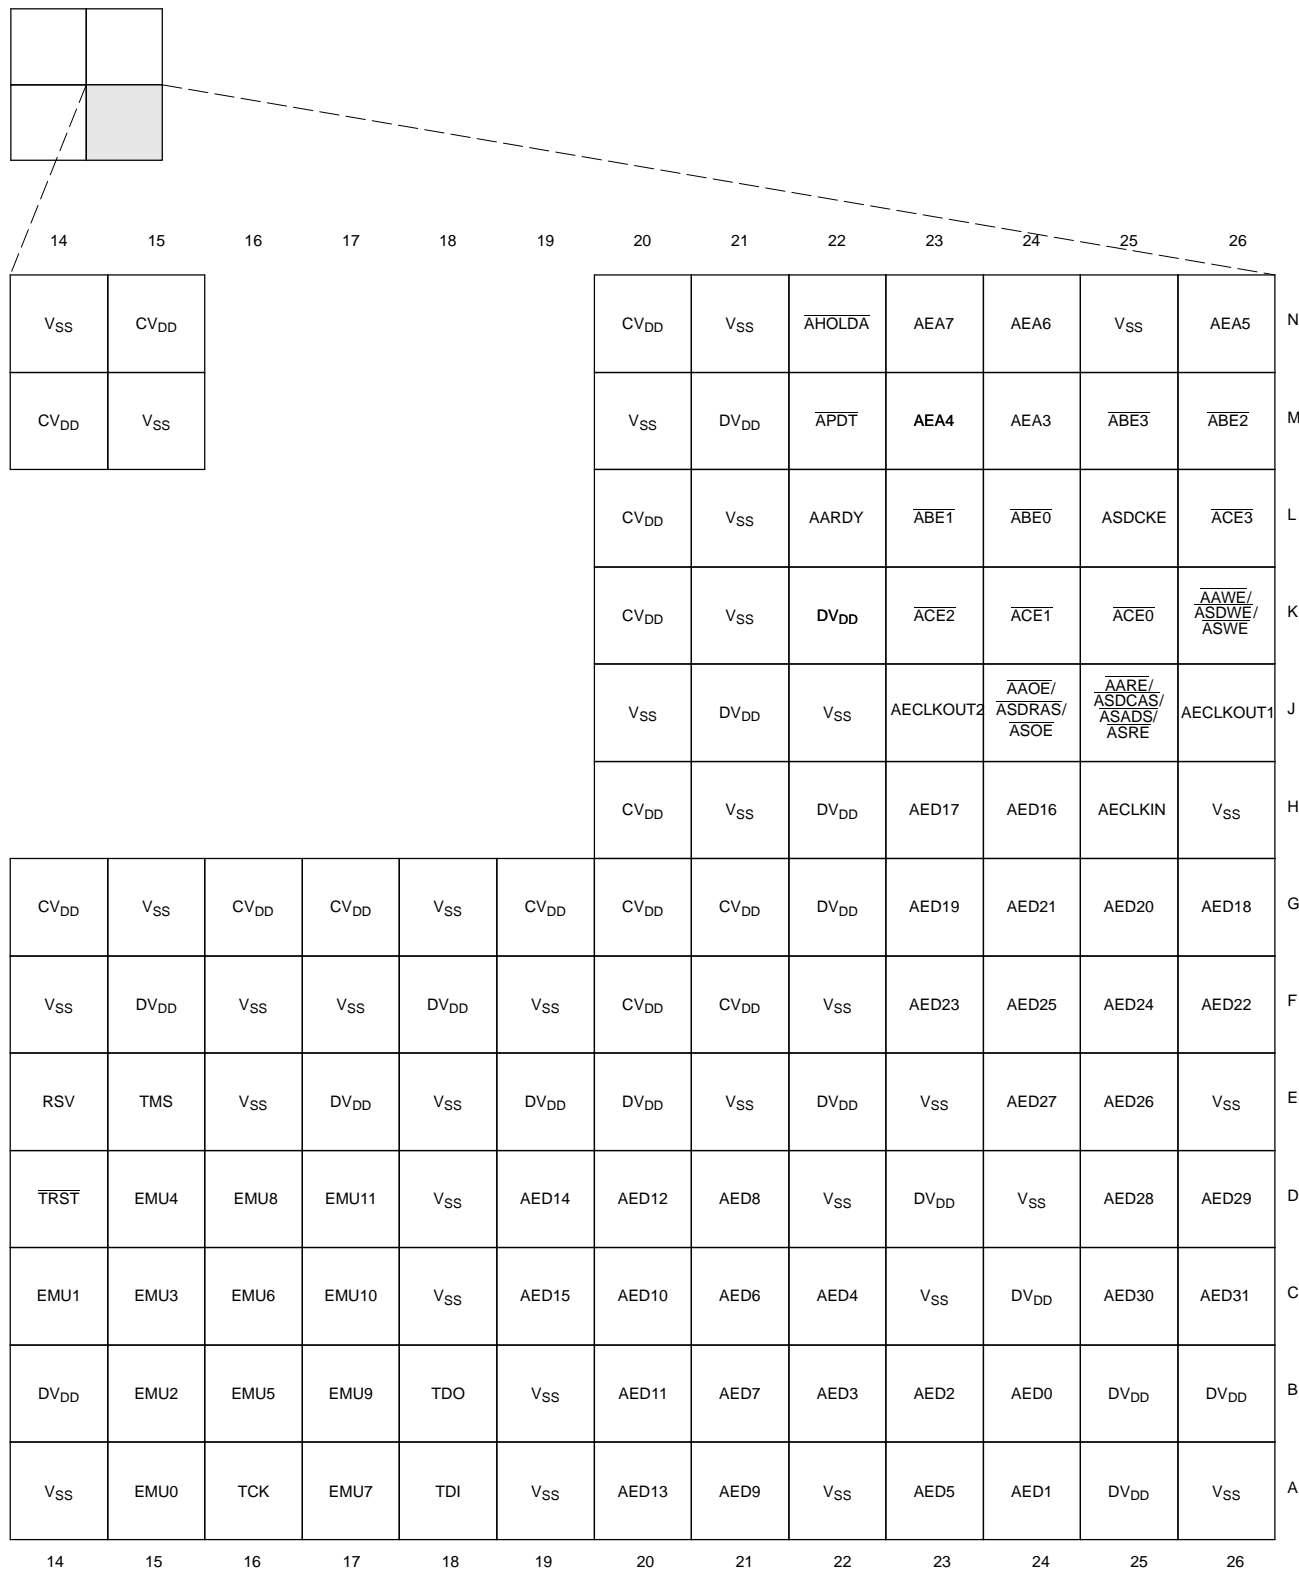 14 15 16 17 18 19 20 21 22 23 24 25 26
VSS CVDD CVDD VSS AHOLDA AEA7 AEA6 VSS AEA5 N
CVDD VSS VSS DVDD APDT AEA4 AEA3 ABE3 ABE2 M
CVDD VSS AARDY ABE1 ABE0 ASDCKE ACE3 L
CVDD VSS DVDD ACE2 ACE1 ACE0 AAWE/ ASDWE/ ASWE K
VSS DVDD VSS AECLKOUT2 AAOE/ ASDRAS/ ASOE AARE/ ASDCAS/ ASADS/ ASRE AECLKOUT1 J
CVDD VSS DVDD AED17 AED16 AECLKIN VSS H
CVDD VSS CVDD CVDD VSS CVDD CVDD CVDD DVDD AED19 AED21 AED20 AED18 G
VSS DVDD VSS VSS DVDD VSS CVDD CVDD VSS AED23 AED25 AED24 AED22 F
RSV TMS VSS DVDD VSS DVDD DVDD VSS DVDD VSS AED27 AED26 VSS E
TRST EMU4 EMU8 EMU11 VSS AED14 AED12 AED8 VSS DVDD VSS AED28 AED29 D
EMU1 EMU3 EMU6 EMU10 VSS AED15 AED10 AED6 AED4 VSS DVDD AED30 AED31 C
DVDD EMU2 EMU5 EMU9 TDO VSS AED11 AED7 AED3 AED2 AED0 DVDD DVDD B
VSS EMU0 TCK EMU7 TDI VSS AED13 AED9 VSS AED5 AED1 DVDD VSS A
14 15 16 17 18 19 20 21 22 23 24 25 26